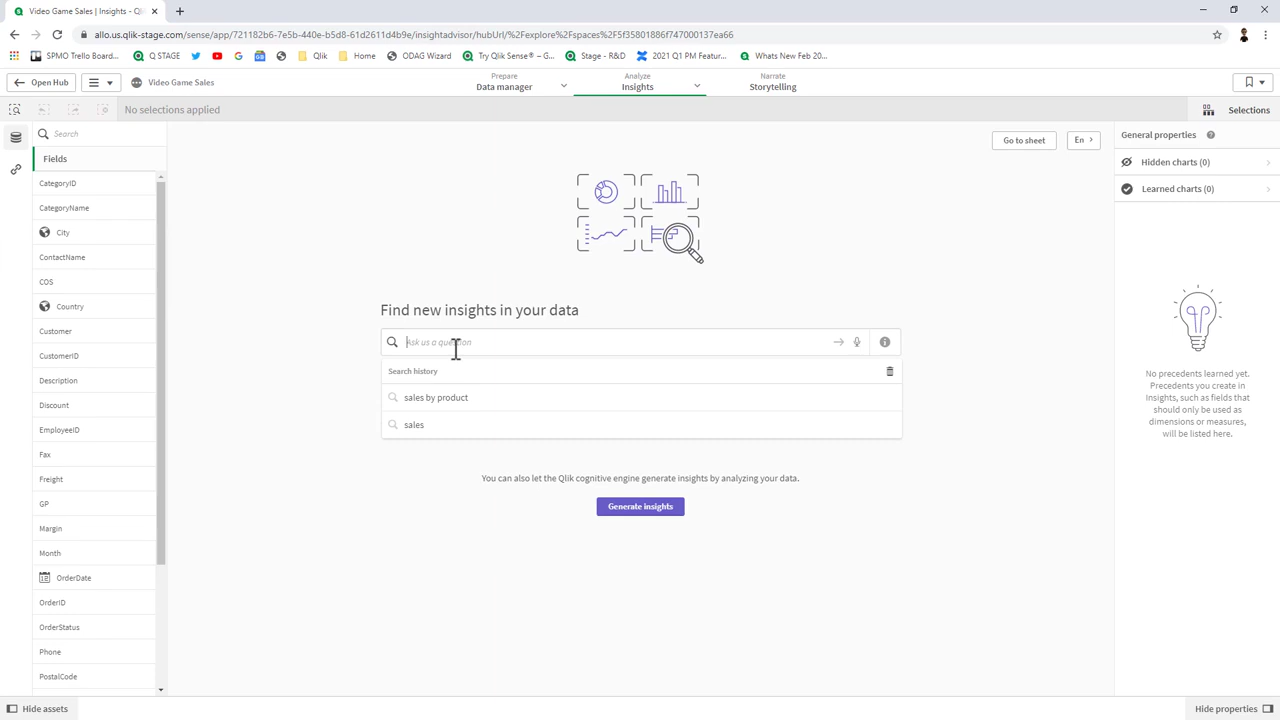 Video Game Sales | Insights - Q
allo.us.qlik-stage.com/sense/app/721182b6-7e5b-440e-b5d8-61d2611d4b9e/insightadvisor/hubUrl/%2Fexplore%2Fspaces%2F5f35801886f747000137ea66
SPMO Trello Board...
Q STAGE
Qlik
Home
ODAG Wizard
Try Qlik Sense® – G...
Stage - R&D
2021 Q1 PM Featur...
Whats New Feb 20...
Open Hub
Video Game Sales
Prepare
Data manager
Analyze
Insights
Narrate
Storytelling
No selections applied
Selections
Search
Fields
CategoryID
CategoryName
City
ContactName
COS
Country
Customer
CustomerID
Description
Discount
EmployeeID
Fax
Freight
GP
Margin
Month
OrderDate
OrderID
OrderStatus
Phone
PostalCode
Go to sheet
En
Find new insights in your data
Ask us a question
Search history
sales by product
sales
You can also let the Qlik cognitive engine generate insights by analyzing your data.
Generate insights
General properties
Hidden charts (0)
Learned charts (0)
No precedents learned yet.
Precedents you create in
Insights, such as fields that
should only be used as
dimensions or measures,
will be listed here.
Hide assets
Hide properties